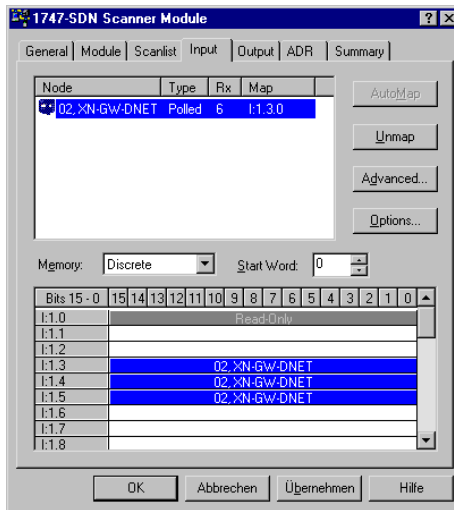 1747-SDN Scanner Module
General Module Scanlist Input Output ADR Summary
Node Type Rx Map
02, XN-GW-DNET Polled 6 I:1.3.0
AutoMap
Unmap
Advanced...
Options...
Memory: Discrete Start Word: 0
Bits 15 - 0 15 14 13 12 11 10 9 8 7 6 5 4 3 2 1 0
I:1.0 Read-Only
I:1.1
I:1.2
I:1.3 02, XN-GW-DNET
I:1.4 02, XN-GW-DNET
I:1.5 02, XN-GW-DNET
I:1.6
I:1.7
I:1.8
OK Abbrechen Übernehmen Hilfe